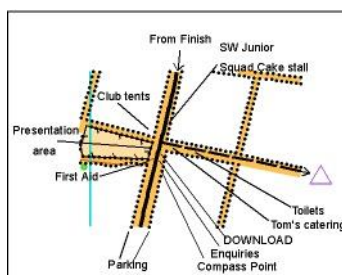 From Finish
SW Junior
Squad Cake stall
Club tents
Presentation
area
First Aid
Toilets
Tom's catering
DOWNLOAD
Enquiries
Compass Point
Parking